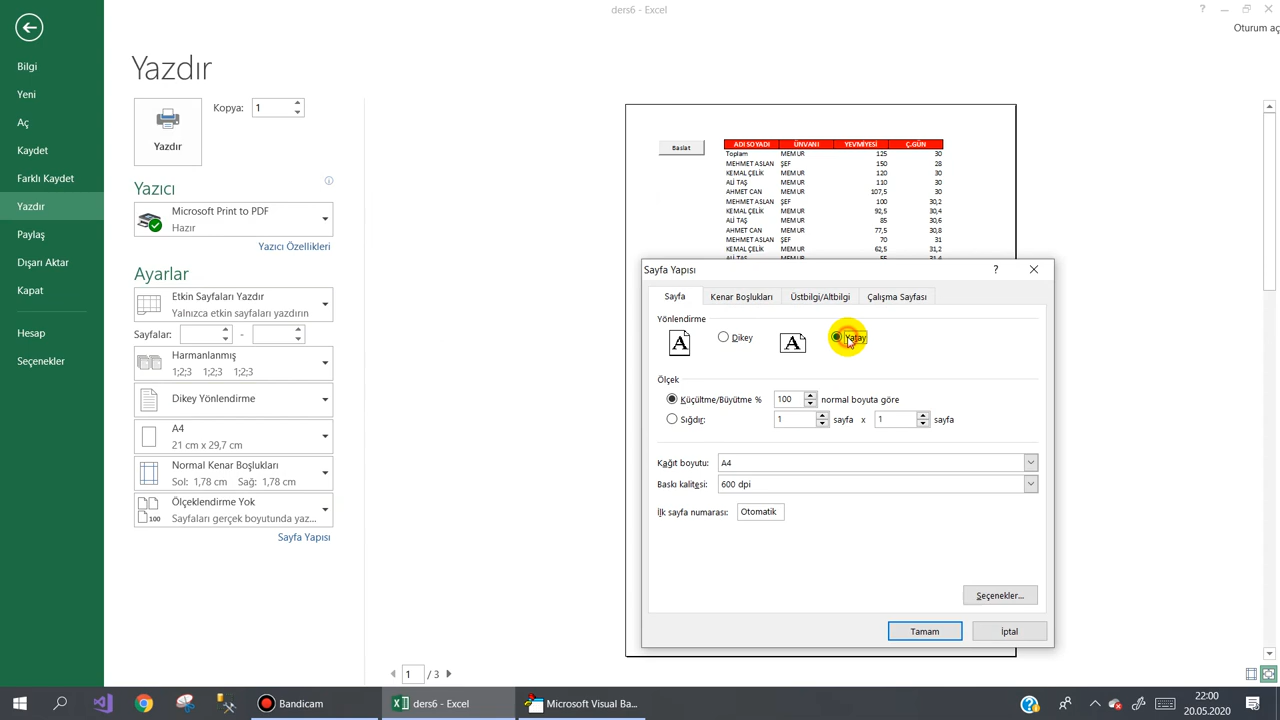 ders6 - Excel
?
Oturum aç
Bilgi
Yeni
Aç
Kaydet
Farklı Kaydet
Yazdır
Paylaş
Dışarı Aktar
Kapat
Hesap
Seçenekler
Yazdır
Yazdır
Kopya: 1
Yazıcı
Microsoft Print to PDF
Hazır
Yazıcı Özellikleri
Ayarlar
Etkin Sayfaları Yazdır
Yalnızca etkin sayfaları yazdırın
Sayfalar: -
Harmanlanmış
1;2;3 1;2;3 1;2;3
Dikey Yönlendirme
A4
21 cm x 29,7 cm
Normal Kenar Boşlukları
Sol: 1,78 cm Sağ: 1,78 cm
Ölçeklendirme Yok
Sayfaları gerçek boyutunda yaz...
100
Sayfa Yapısı
Baslat
ADI SOYADI ÜNVANI YEVMİYESİ Ç.GÜN
Toplam MEMUR 125 30
MEHMET ASLAN ŞEF 150 28
KEMAL ÇELİK MEMUR 120 30
ALİ TAŞ MEMUR 110 30
AHMET CAN MEMUR 107,5 30
MEHMET ASLAN ŞEF 100 30,2
KEMAL ÇELİK MEMUR 92,5 30,4
ALİ TAŞ MEMUR 85 30,6
AHMET CAN MEMUR 77,5 30,8
MEHMET ASLAN ŞEF 70 31
KEMAL ÇELİK MEMUR 62,5 31,2
ALİ TAŞ MEMUR 55 31,4
Sayfa Yapısı
?
Sayfa Kenar Boşlukları Üstbilgi/Altbilgi Çalışma Sayfası
Yönlendirme
A Dikey A Yatay
Ölçek
Küçültme/Büyütme % 100 normal boyuta göre
Sığdır: 1 sayfa x 1 sayfa
Kağıt boyutu: A4
Baskı kalitesi: 600 dpi
İlk sayfa numarası: Otomatik
Seçenekler...
Tamam İptal
1 / 3
Bandicam
ders6 - Excel
Microsoft Visual Ba...
22:00
20.05.2020